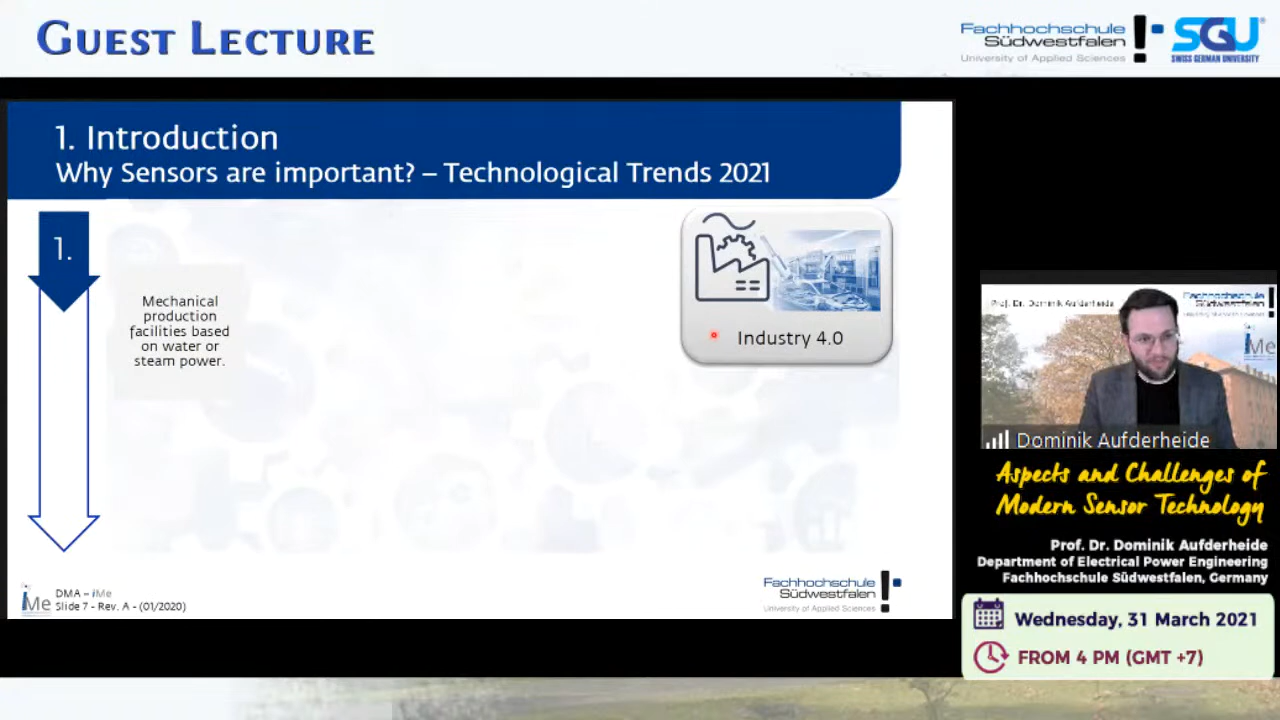 GUEST LECTURE
Fachhochschule
Südwestfalen
University of Applied Sciences
SGU
SWISS GERMAN UNIVERSITY
1. Introduction
Why Sensors are important? – Technological Trends 2021
1.
Mechanical
production
facilities based
on water or
steam power.
Industry 4.0
DMA – iMe
iMe
Slide 7 - Rev. A - (01/2020)
Fachhochschule
Südwestfalen
University of Applied Sciences
Prof. Dr. Dominik Aufderheide
Fachhochschule
Südwestfalen
iMe
Dominik Aufderheide
Aspects and Challenges of
Modern Sensor Technology
Prof. Dr. Dominik Aufderheide
Department of Electrical Power Engineering
Fachhochschule Südwestfalen, Germany
Wednesday, 31 March 2021
FROM 4 PM (GMT +7)